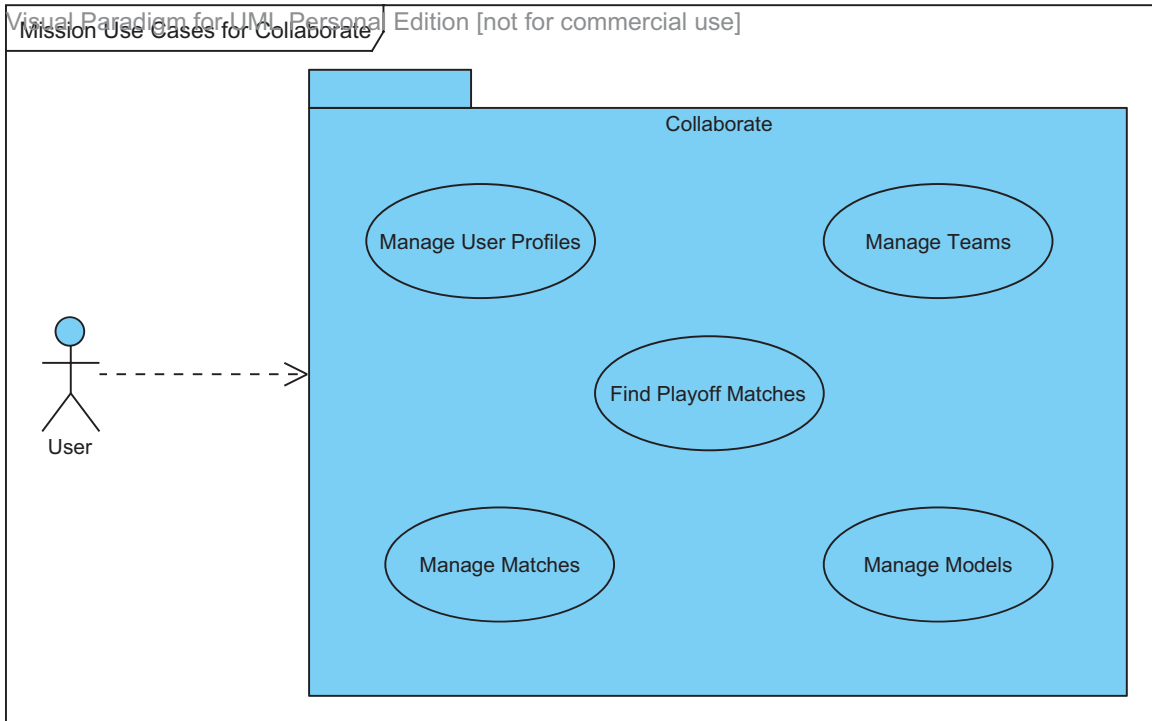 Visual Paradigm for UML Personal Edition [not for commercial use]
Mission Use Cases for Collaborate
Collaborate
Manage User Profiles
Manage Teams
Find Playoff Matches
User
Manage Matches
Manage Models